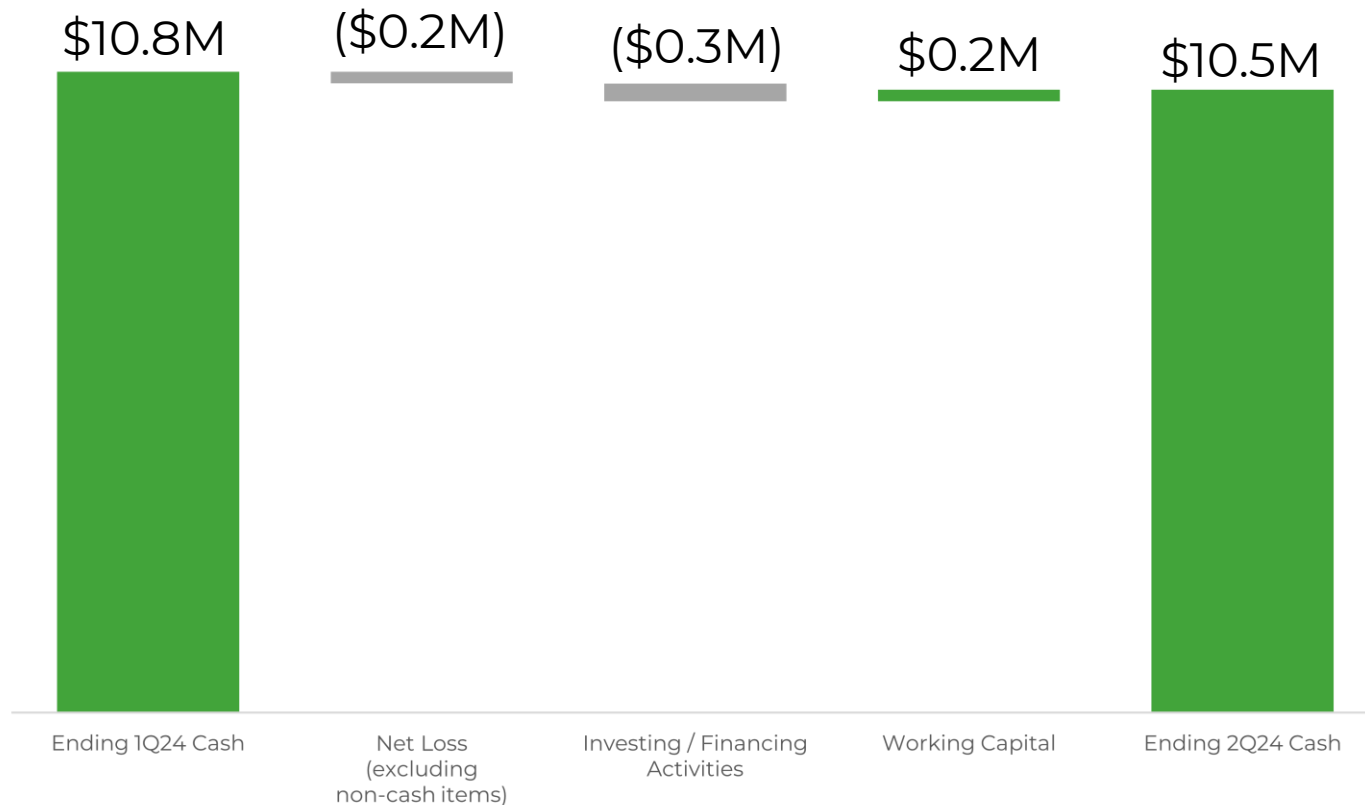 $10.8M
($0.2M)
($0.3M)
$0.2M
$10.5M
Ending 1Q24 Cash
Net Loss
(excluding
non-cash items)
Investing / Financing
Activities
Working Capital
Ending 2Q24 Cash